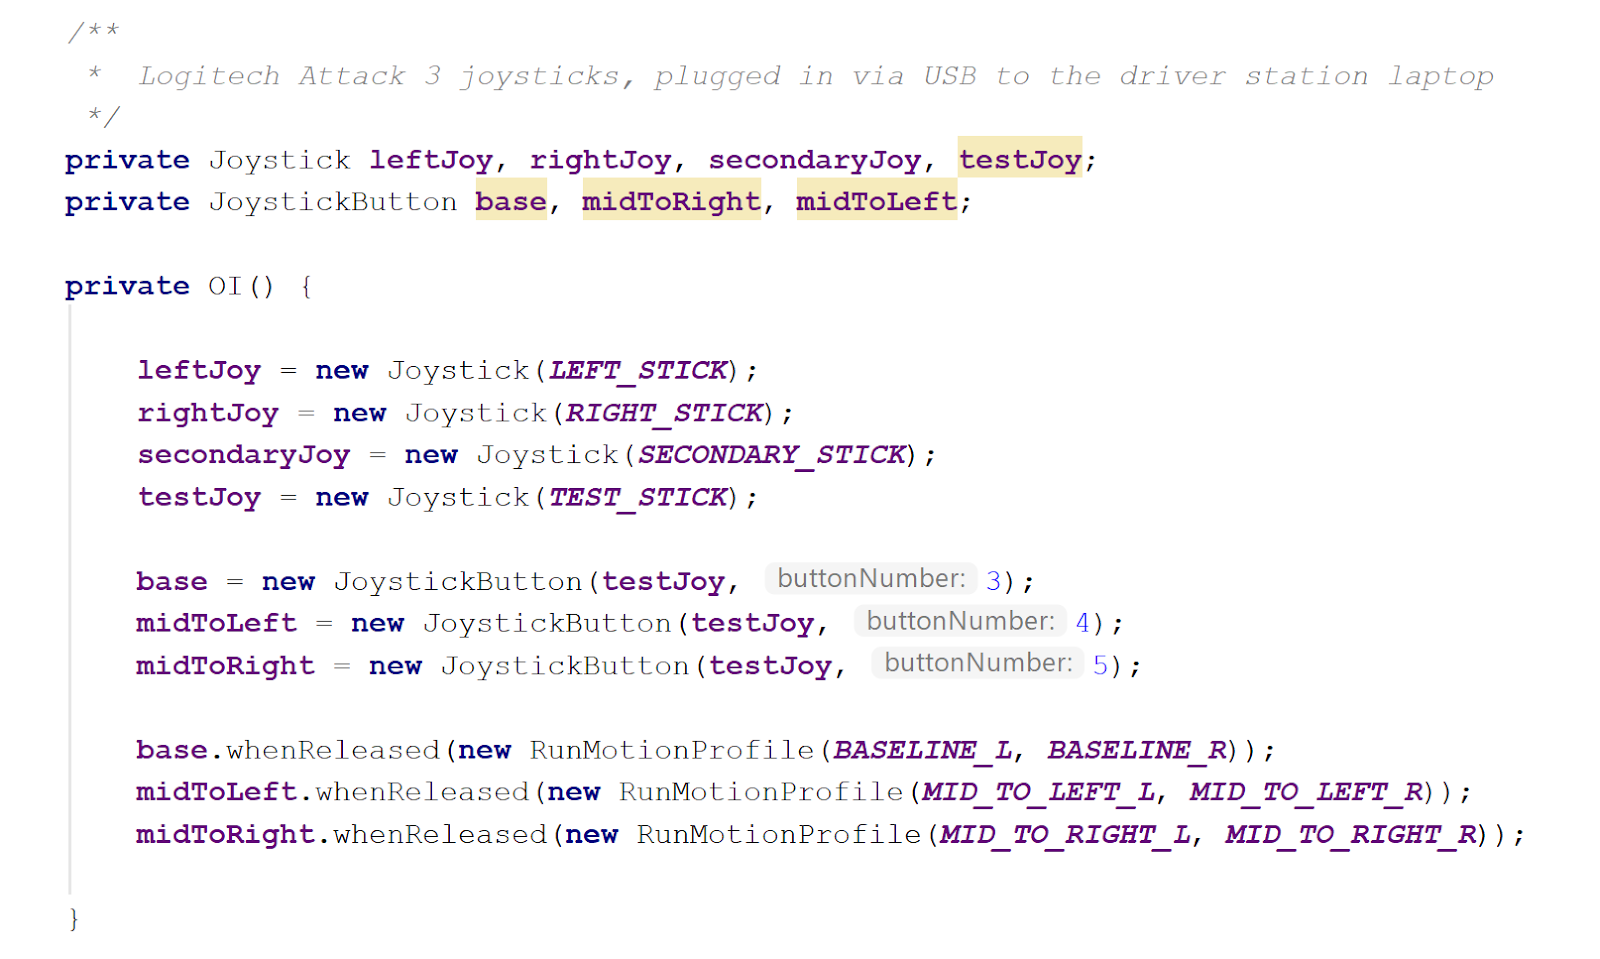 /**
 *  Logitech Attack 3 joysticks, plugged in via USB to the driver station laptop
 */
private Joystick leftJoy, rightJoy, secondaryJoy, testJoy;
private JoystickButton base, midToRight, midToLeft;
private OI() {
leftJoy = new Joystick(LEFT_STICK);
rightJoy = new Joystick(RIGHT_STICK);
secondaryJoy = new Joystick(SECONDARY_STICK);
testJoy = new Joystick(TEST_STICK);
base = new JoystickButton(testJoy, buttonNumber: 3);
midToLeft = new JoystickButton(testJoy, buttonNumber: 4);
midToRight = new JoystickButton(testJoy, buttonNumber: 5);
base.whenReleased(new RunMotionProfile(BASELINE_L, BASELINE_R));
midToLeft.whenReleased(new RunMotionProfile(MID_TO_LEFT_L, MID_TO_LEFT_R));
midToRight.whenReleased(new RunMotionProfile(MID_TO_RIGHT_L, MID_TO_RIGHT_R));
}